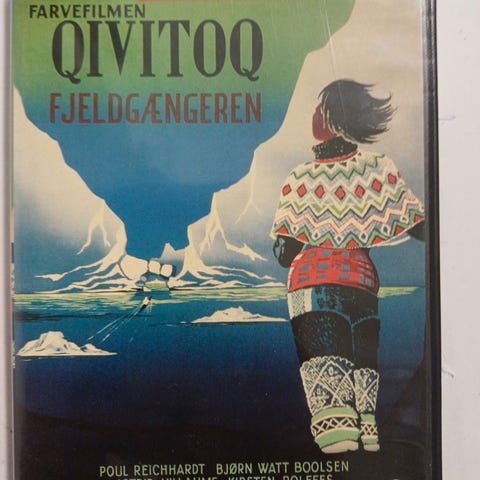 FARVEFILMEN
QIVITOQ
FJELDGÆNGEREN
POUL REICHHARDT BJØRN WATT BOOLSEN